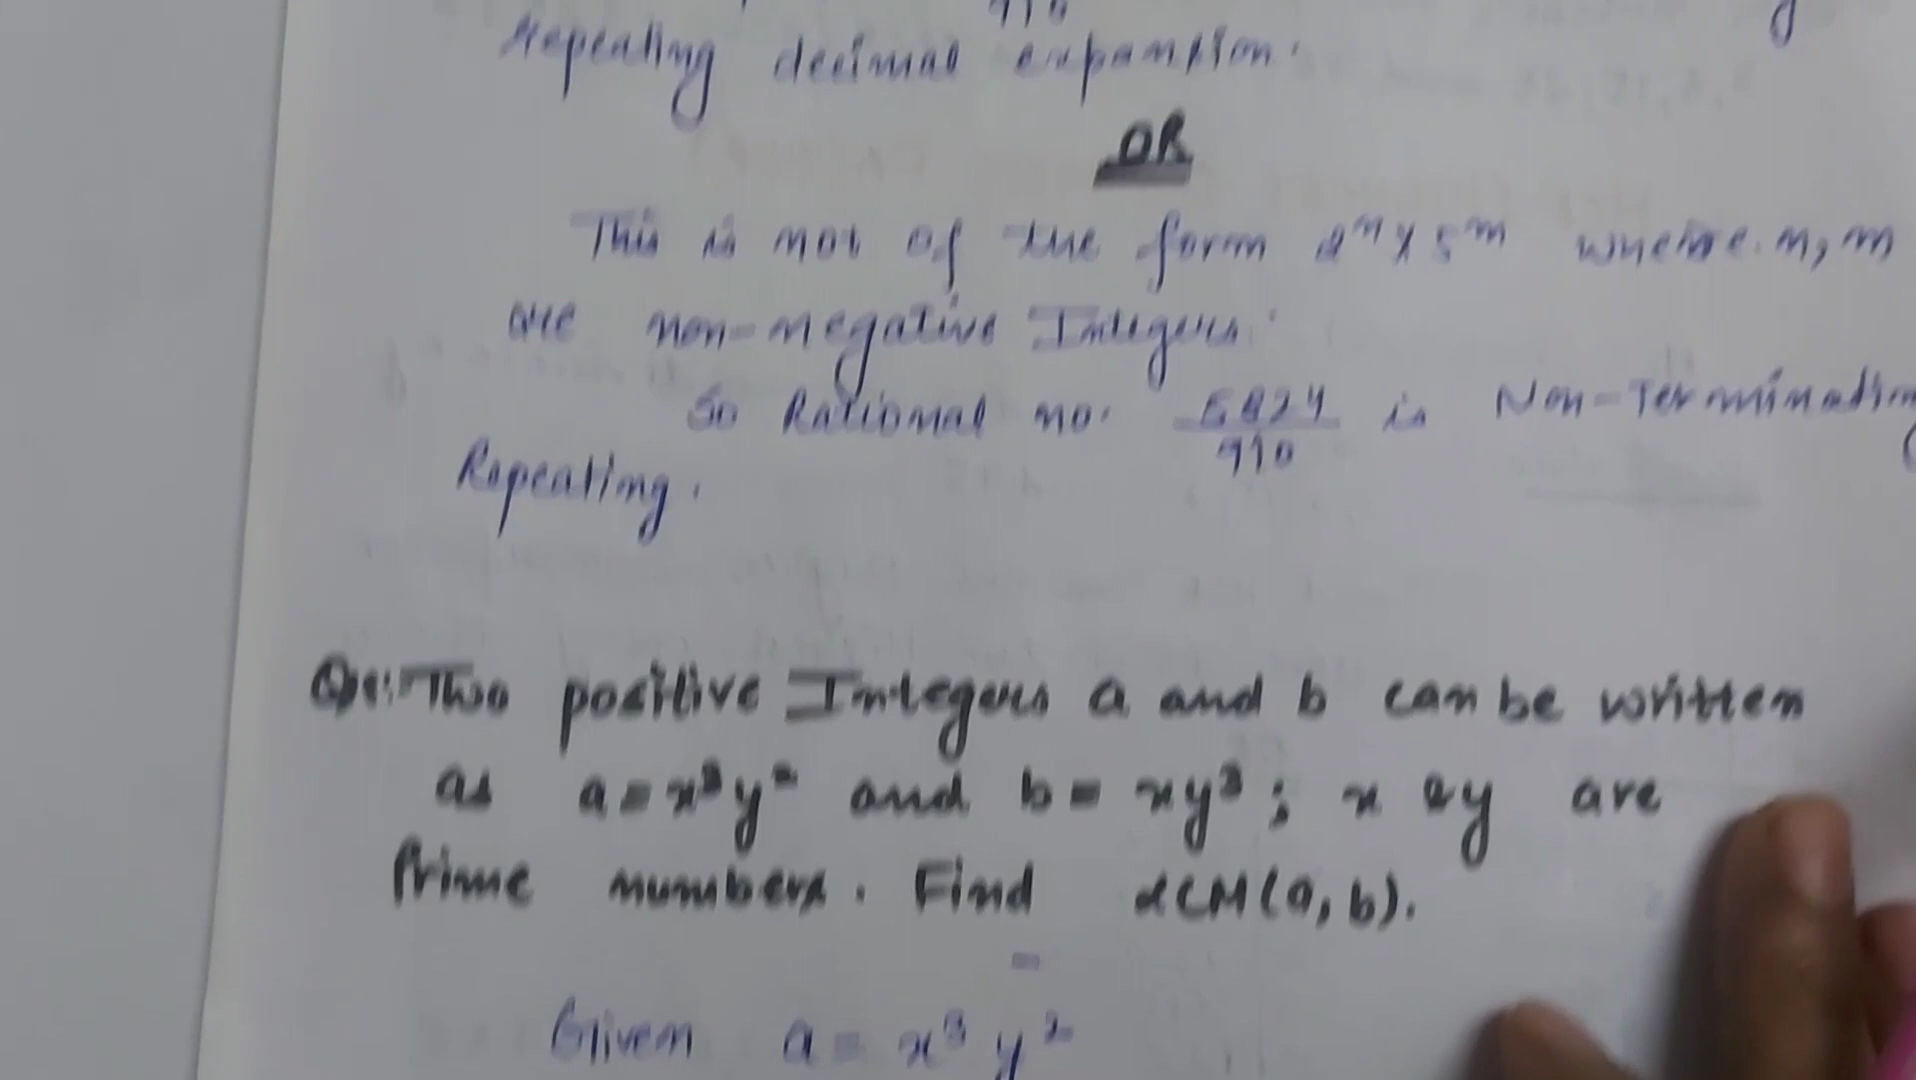 Repeating decimal expansion.
OR
This is not of the form 2ⁿ x 5ᵐ where n, m
are non-negative Integers.
So Rational no. 5824/910 is Non-Terminating
Repeating.
Que:- Two positive Integers a and b can be written
as a = x³y² and b = xy³; x & y are
Prime numbers. Find LCM(a, b).
Given a = x³ y²